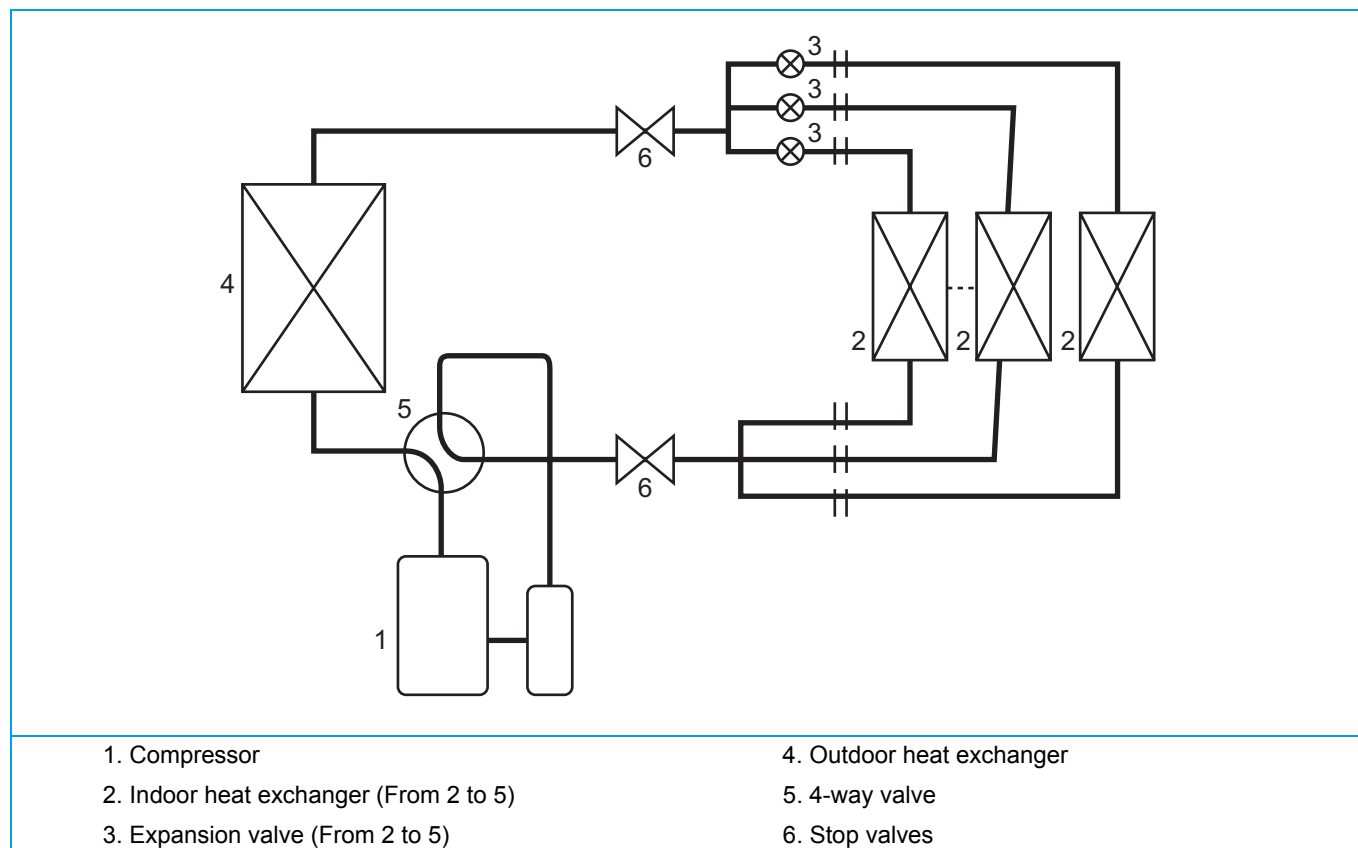 3
3
3
6
4
2
2
2
5
6
1
1. Compressor
2. Indoor heat exchanger (From 2 to 5)
3. Expansion valve (From 2 to 5)
4. Outdoor heat exchanger
5. 4-way valve
6. Stop valves